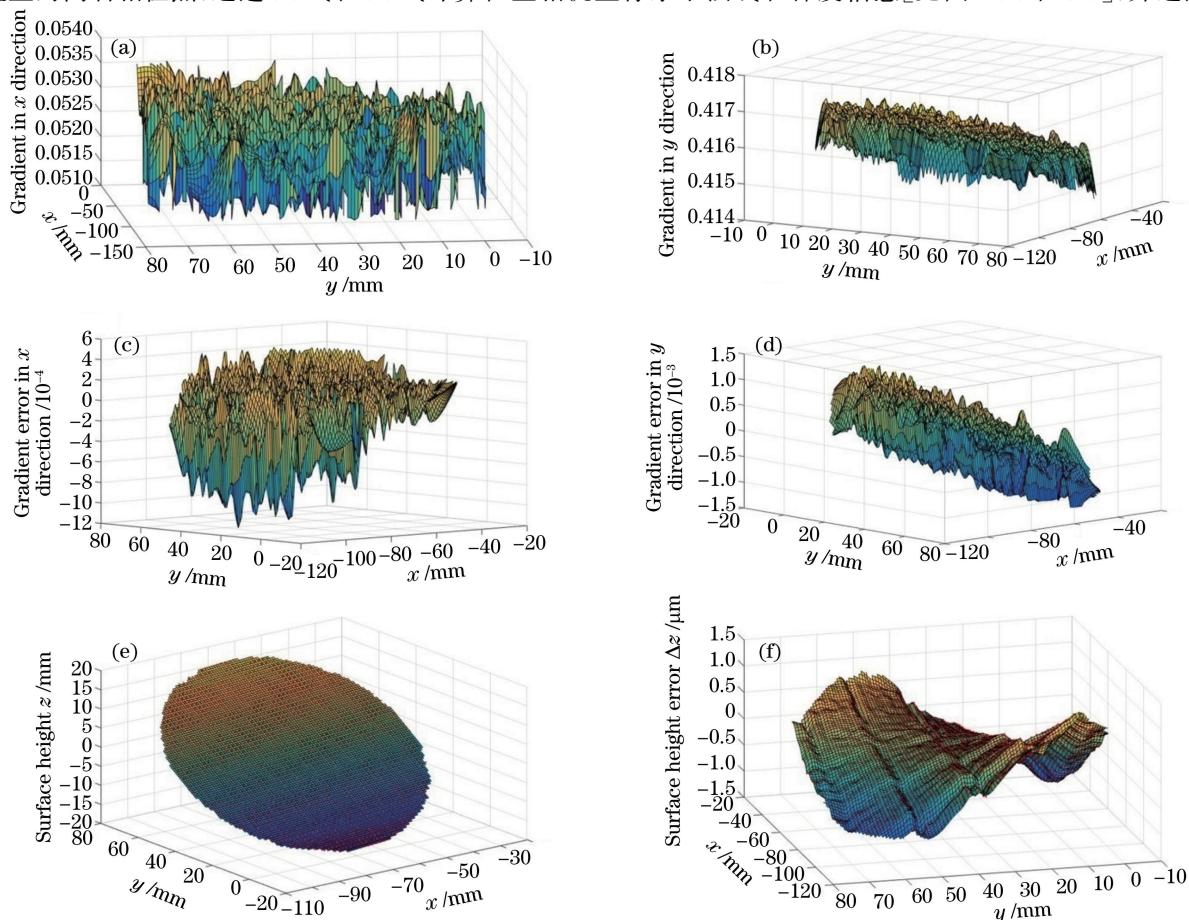 (a)
Gradient in x direction
0.0540
0.0535
0.0530
0.0525
0.0520
0.0515
0.0510
0
−50
−100
−150
x /mm
80 70 60 50 40 30 20 10 0 −10
y /mm
(b)
Gradient in y direction
0.418
0.417
0.416
0.415
0.414
−10 0 10 20 30 40 50 60 70 80
y /mm
−120 −80 −40
x /mm
(c)
Gradient error in x
direction /10⁻⁴
6
4
2
0
−2
−4
−6
−8
−10
−12
80 60 40 20 0 −20
y /mm
−120 −100 −80 −60 −40 −20
x /mm
(d)
Gradient error in y
direction /10⁻³
1.5
1.0
0.5
0
−0.5
−1.0
−1.5
−20 0 20 40 60 80
y /mm
−120 −80 −40
x /mm
(e)
Surface height z /mm
20
15
10
5
0
−5
−10
−15
−20
80 60 40 20 0 −20
y /mm
−110 −90 −70 −50 −30
x /mm
(f)
Surface height error Δz /μm
1.5
1.0
0.5
0
−0.5
−1.0
−1.5
−20
−40
−60
−80
−100
−120
x /mm
80 70 60 50 40 30 20 10 0 −10
y /mm